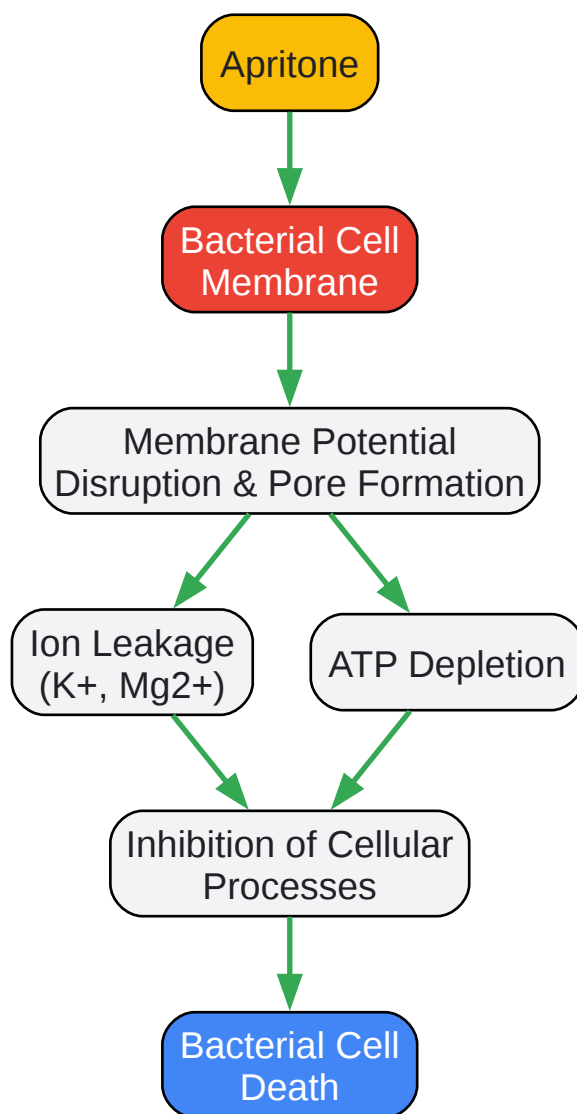 Apritone
Bacterial Cell
Membrane
Membrane Potential
Disruption & Pore Formation
Ion Leakage
(K+, Mg2+)
ATP Depletion
Inhibition of Cellular
Processes
Bacterial Cell
Death